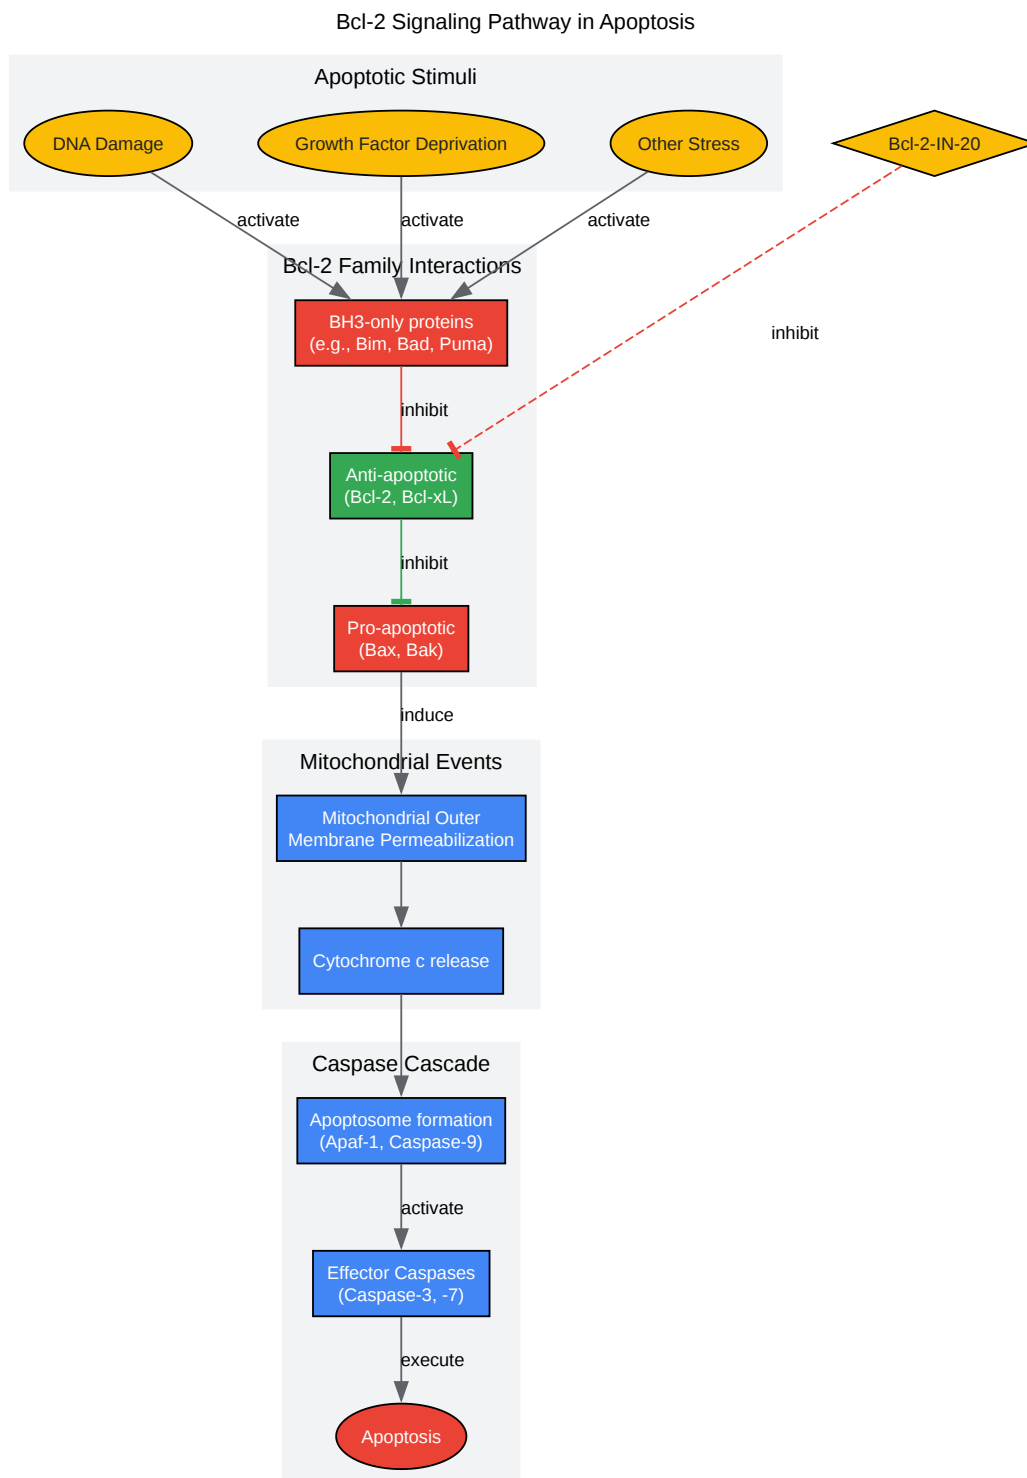 Bcl-2 Signaling Pathway in Apoptosis
Apoptotic Stimuli
DNA Damage
Growth Factor Deprivation
Other Stress
Bcl-2-IN-20
activate
activate
activate
Bcl-2 Family Interactions
BH3-only proteins
(e.g., Bim, Bad, Puma)
inhibit
inhibit
Anti-apoptotic
(Bcl-2, Bcl-xL)
inhibit
Pro-apoptotic
(Bax, Bak)
induce
Mitochondrial Events
Mitochondrial Outer
Membrane Permeabilization
Cytochrome c release
Caspase Cascade
Apoptosome formation
(Apaf-1, Caspase-9)
activate
Effector Caspases
(Caspase-3, -7)
execute
Apoptosis